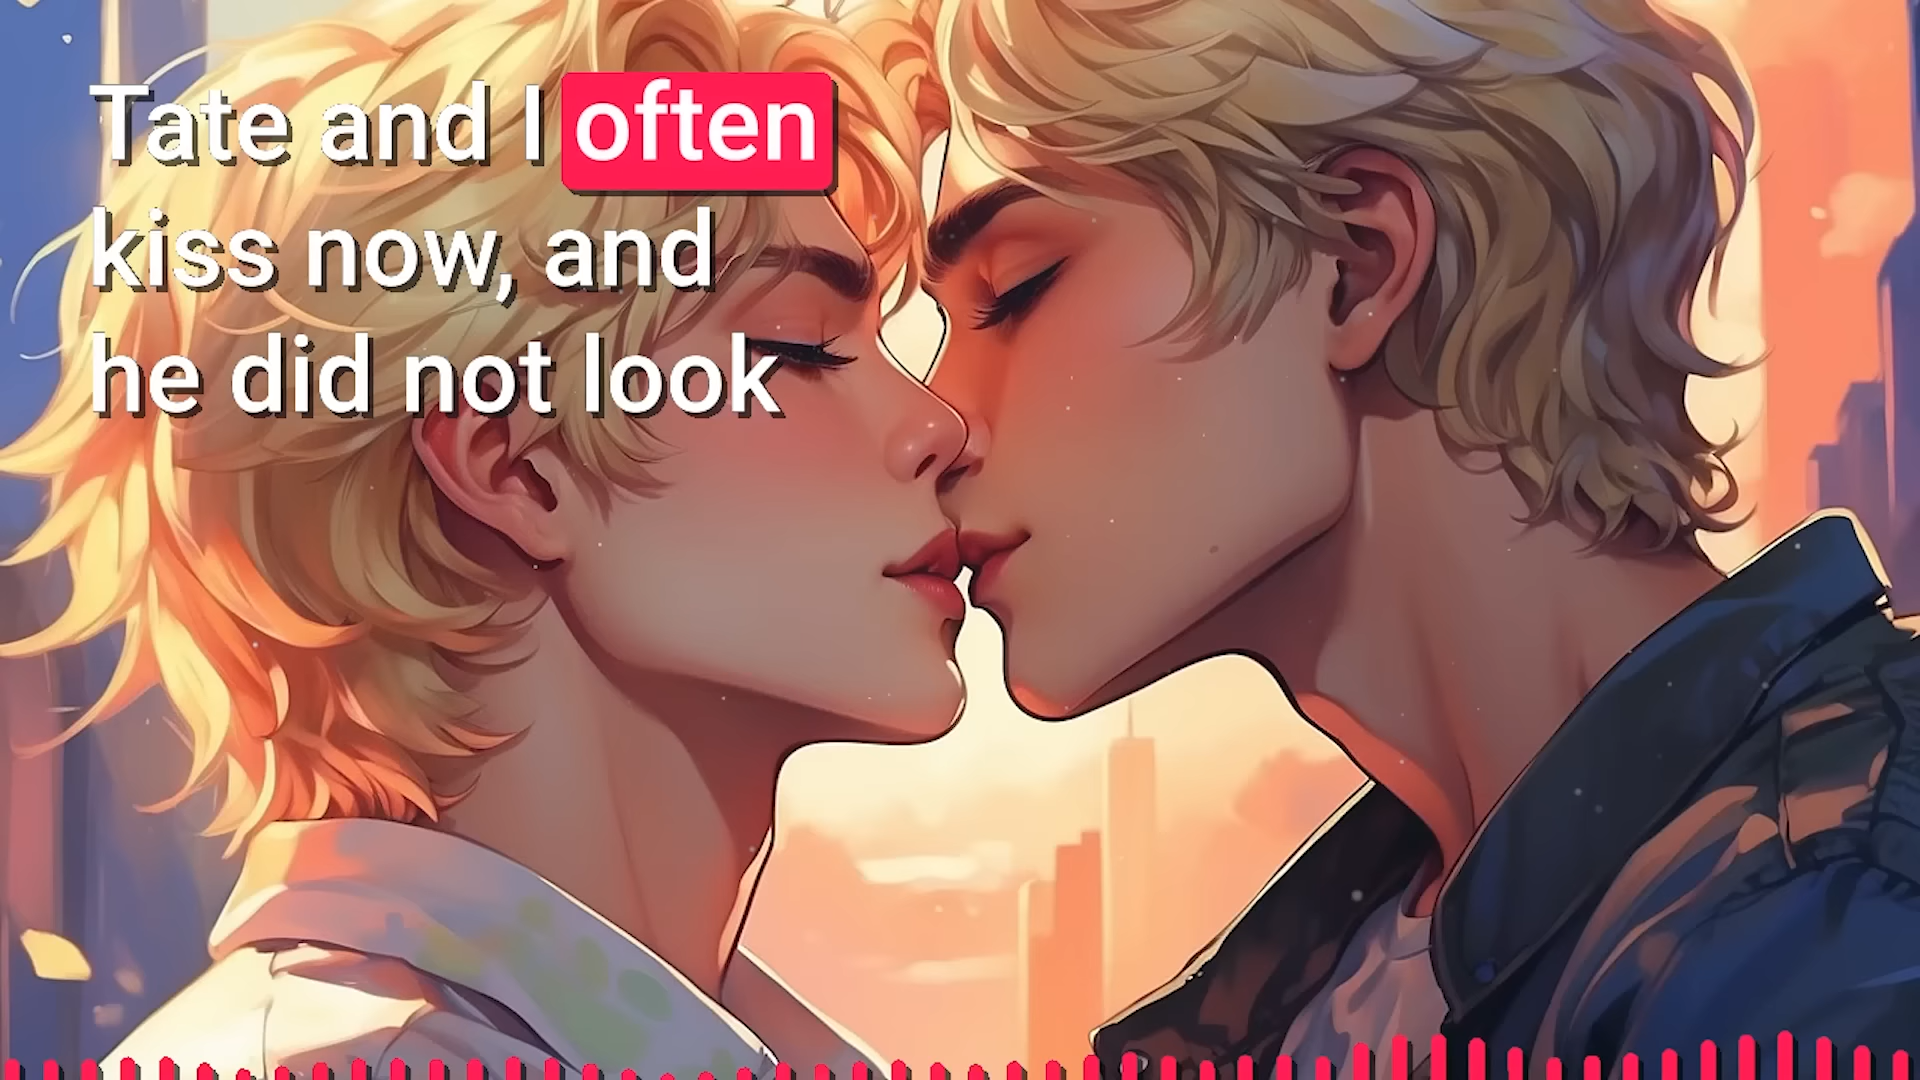 Tate and I often
kiss now, and
he did not look